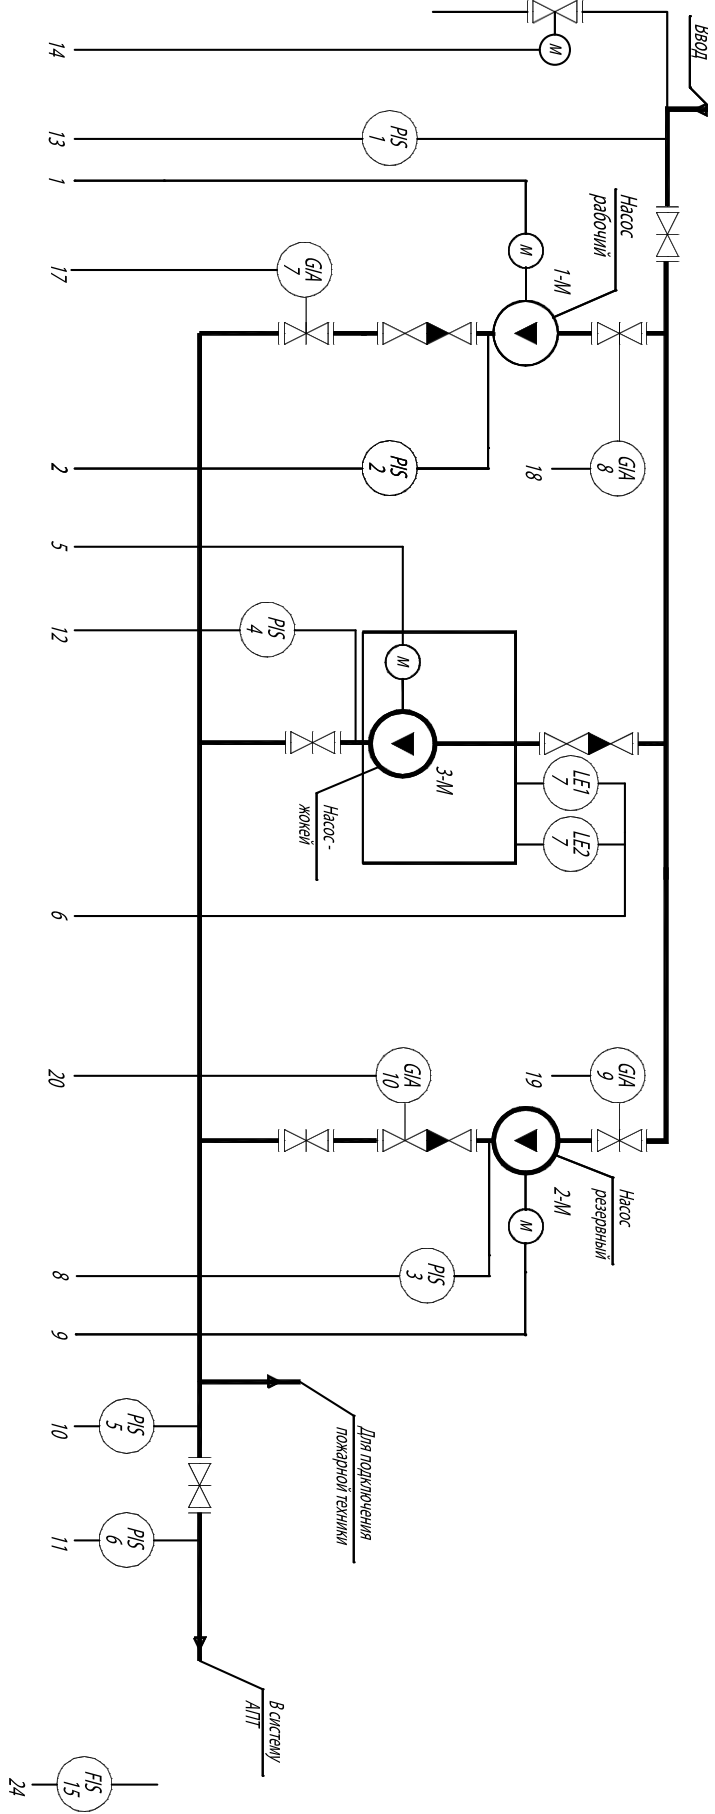 Ввод
14
М
13
PIS
1
1
М
1-М
Насос
рабочий
17
GIA
7
2
PIS
2
18
GIA
8
5
М
12
PIS
4
3-М
Насос-
жокей
LE1
7
LE2
7
6
20
GIA
10
19
GIA
9
2-М
Насос
резервный
М
8
PIS
3
9
10
PIS
5
Для подключения
пожарной техники
11
PIS
6
В систему
АПТ
24
FIS
15